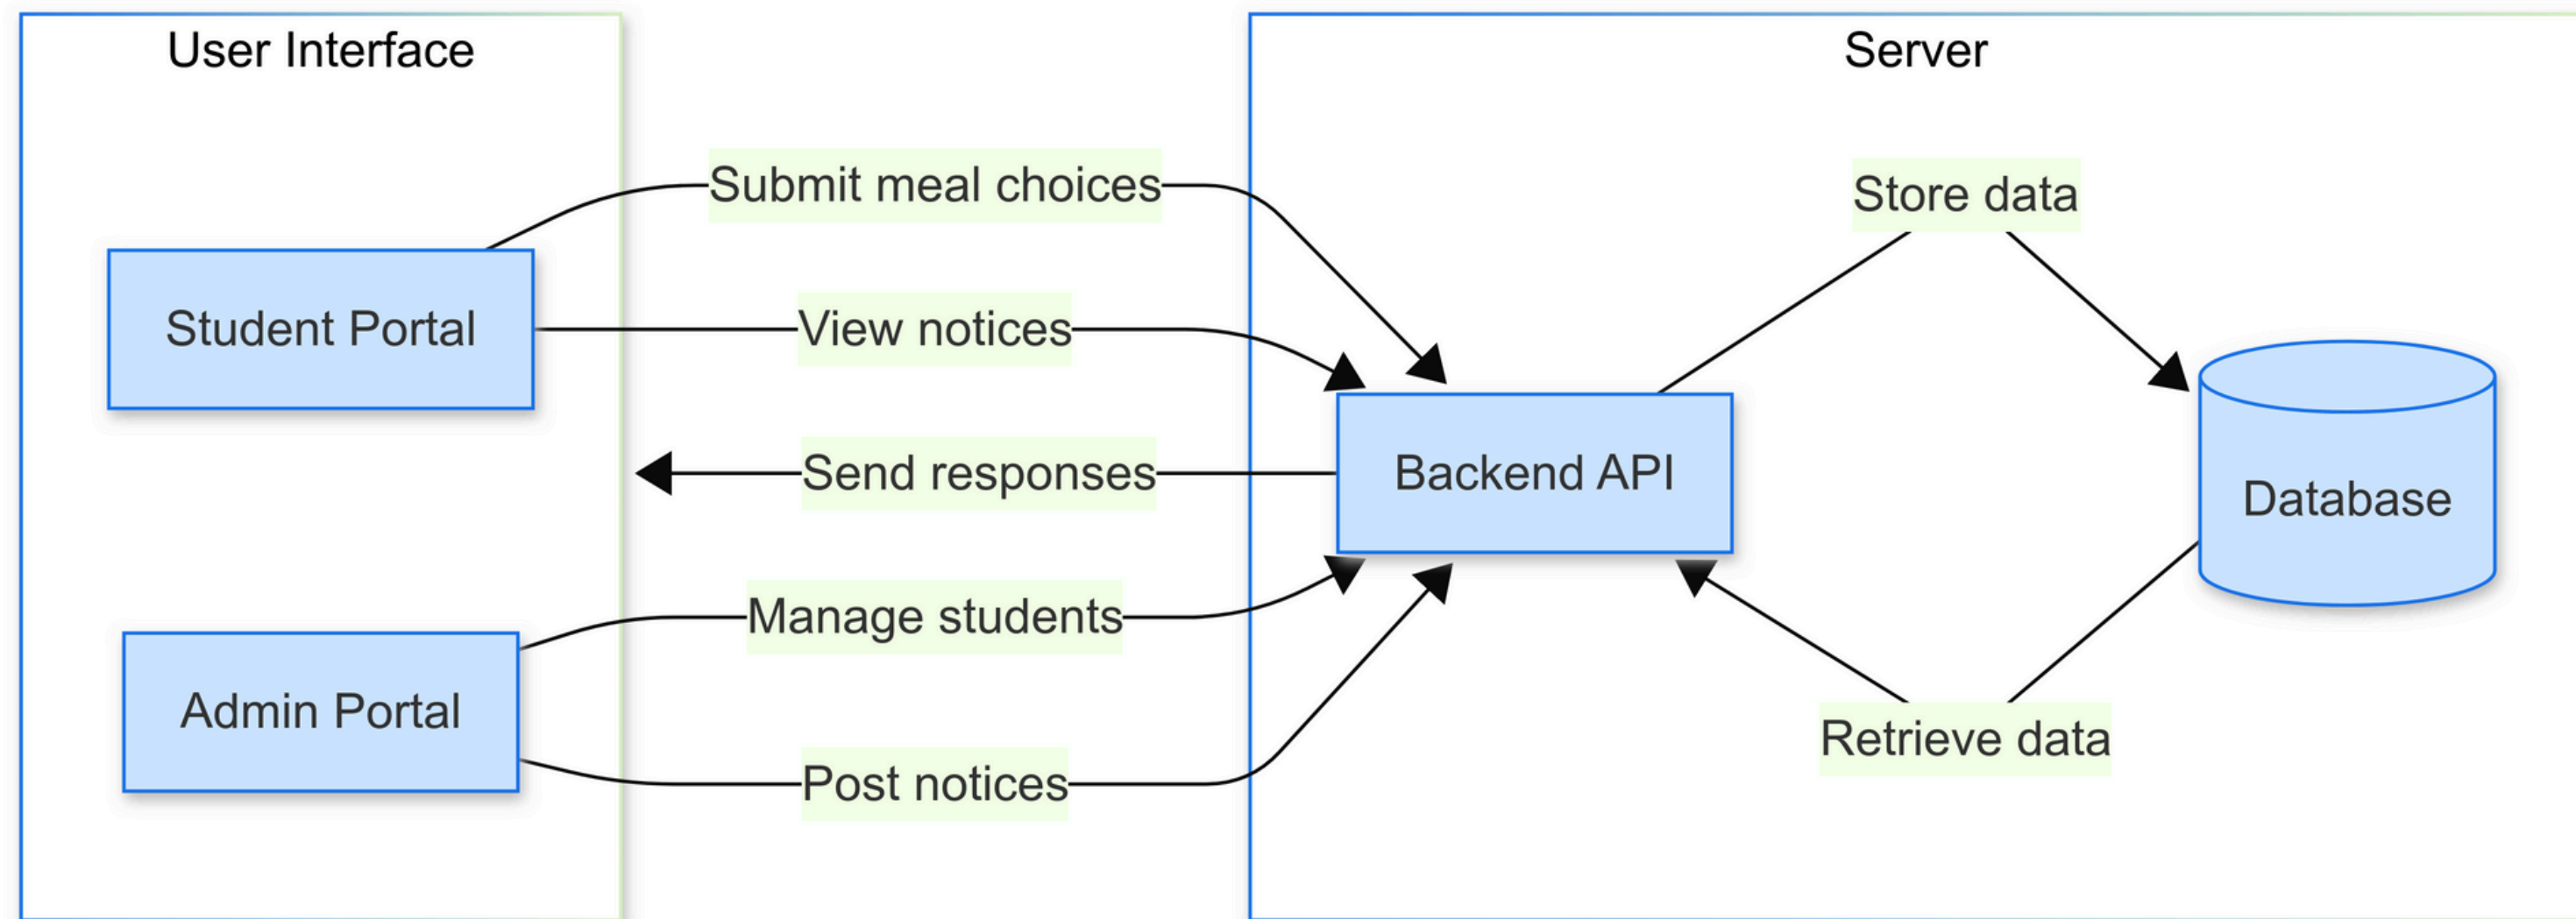 User Interface
Server
Submit meal choices
Store data
Student Portal
View notices
Send responses
Backend API
Database
Manage students
Admin Portal
Retrieve data
Post notices